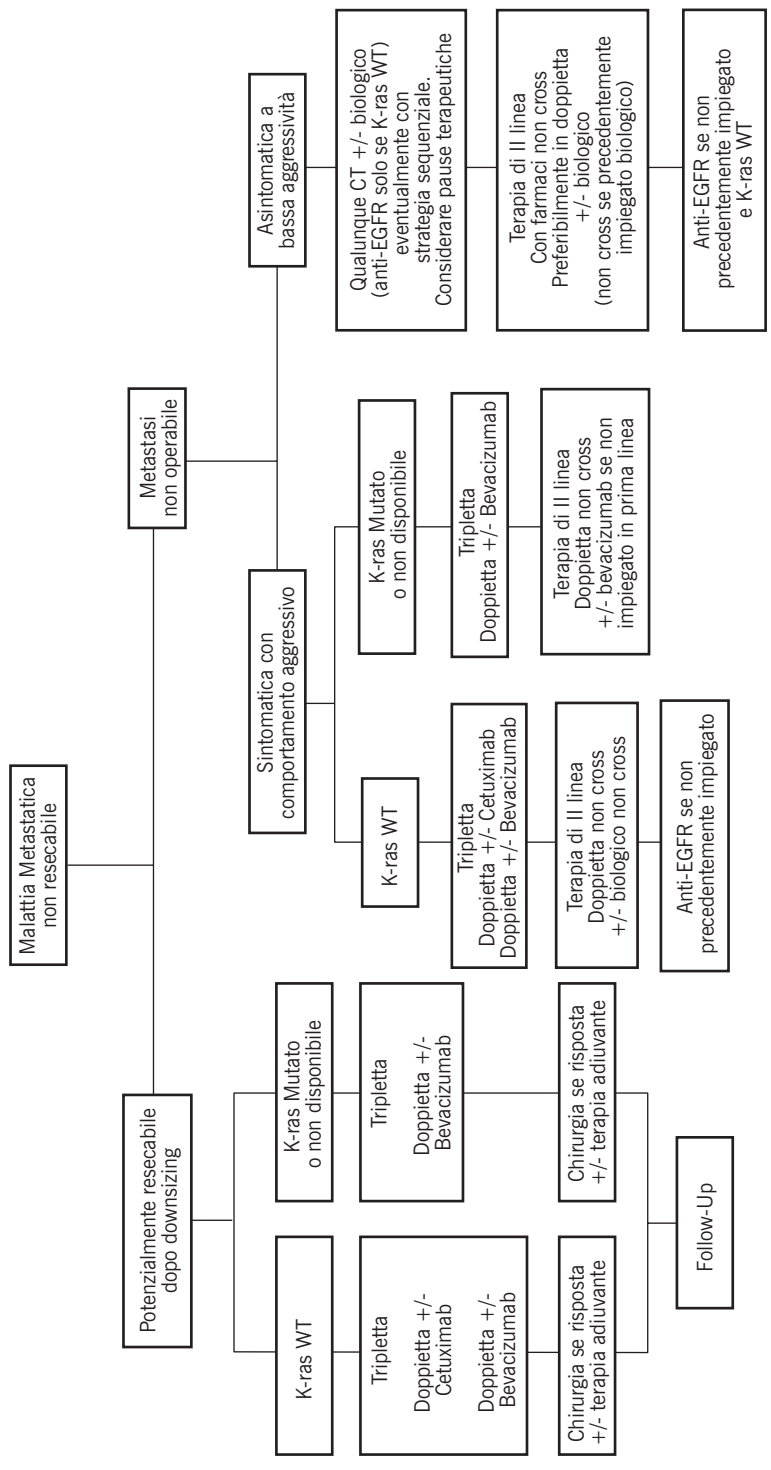 Malattia Metastatica
non resecabile
Potenzialmente resecabile
dopo downsizing
K-ras WT
Tripletta
Doppietta +/-
Cetuximab
Doppietta +/-
Bevacizumab
Chirurgia se risposta
+/- terapia adiuvante
K-ras Mutato
o non disponibile
Tripletta
Doppietta +/-
Bevacizumab
Chirurgia se risposta
+/- terapia adiuvante
Follow-Up
Metastasi
non operabile
Sintomatica con
comportamento aggressivo
K-ras WT
Tripletta
Doppietta +/- Cetuximab
Doppietta +/- Bevacizumab
Terapia di II linea
Doppietta non cross
+/- biologico non cross
Anti-EGFR se non
precedentemente impiegato
K-ras Mutato
o non disponibile
Tripletta
Doppietta +/- Bevacizumab
Terapia di II linea
Doppietta non cross
+/- bevacizumab se non
impiegato in prima linea
Asintomatica a
bassa aggressività
Qualunque CT +/- biologico
(anti-EGFR solo se K-ras WT)
eventualmente con
strategia sequenziale.
Considerare pause terapeutiche
Terapia di II linea
Con farmaci non cross
Preferibilmente in doppietta
+/- biologico
(non cross se precedentemente
impiegato biologico)
Anti-EGFR se non
precedentemente impiegato
e K-ras WT